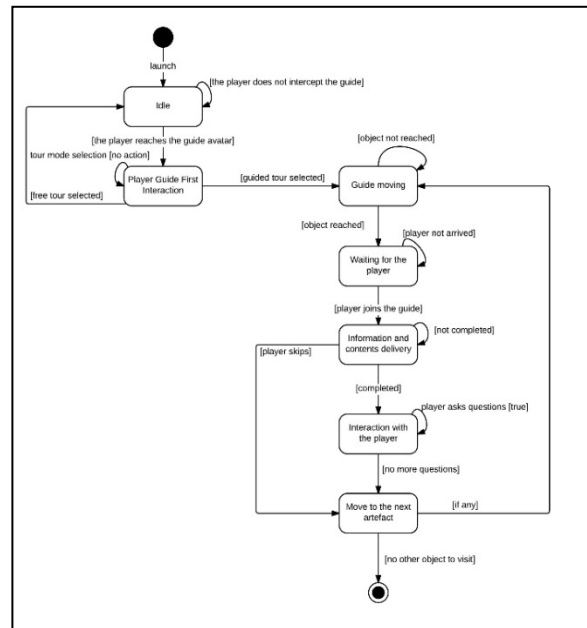 launch
[the player does not intercept the guide]
Idle
[the player reaches the guide avatar]
[object not reached]
tour mode selection [no action]
Player Guide First
Interaction
[guided tour selected]
Guide moving
[free tour selected]
[object reached]
[player not arrived]
Waiting for the
player
[player joins the guide]
Information and
contents delivery
[not completed]
[player skips]
[completed]
player asks questions [true]
Interaction with
the player
[no more questions]
Move to the next
artefact
[if any]
[no other object to visit]